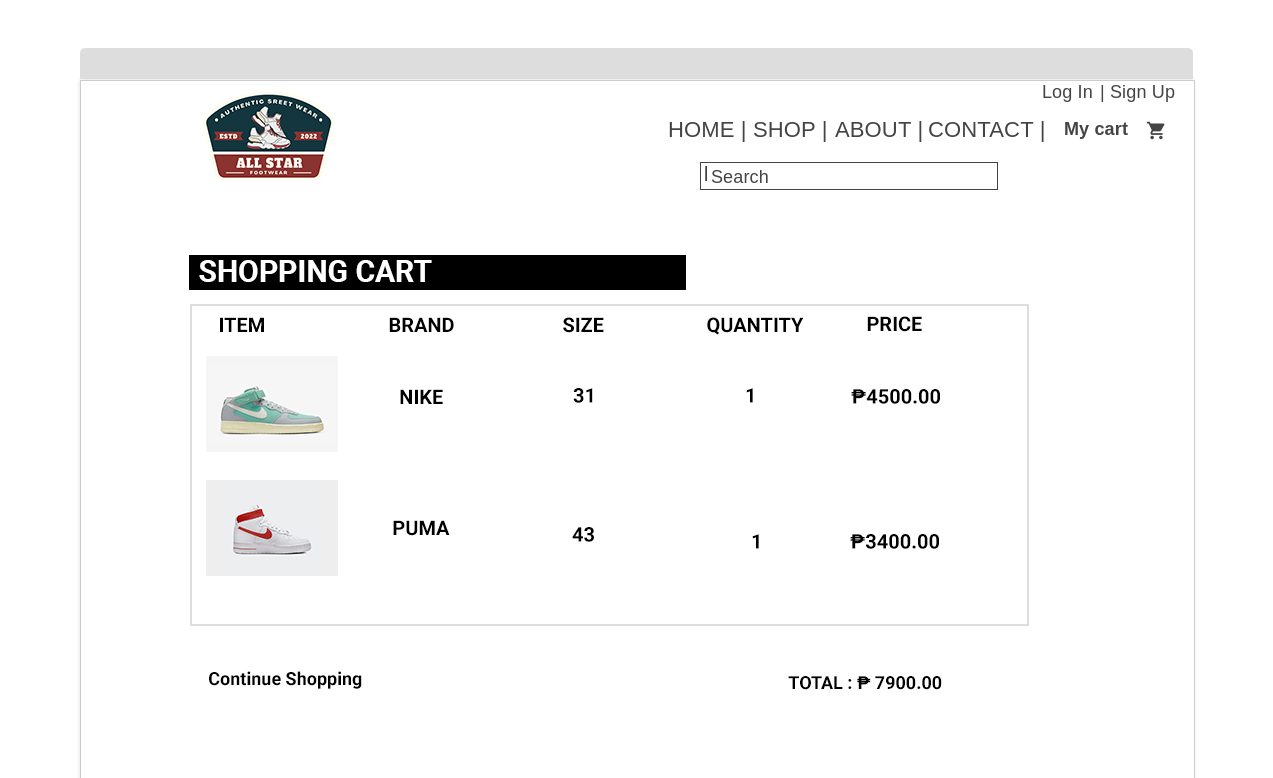 Log In | Sign Up
AUTHENTIC SREET WEAR
ESTD 2022
ALL STAR
FOOTWEAR
HOME | SHOP | ABOUT | CONTACT | My cart
Search
SHOPPING CART
ITEM BRAND SIZE QUANTITY PRICE
NIKE 31 1 ₱4500.00
PUMA 43 1 ₱3400.00
Continue Shopping TOTAL : ₱ 7900.00